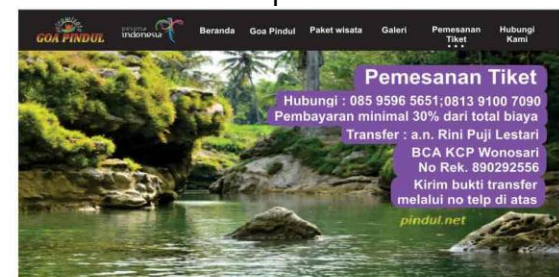 GOA PINDUL
pesona
indonesia
Beranda
Goa Pindul
Paket wisata
Galeri
Pemesanan
Tiket
Hubungi
Kami
Pemesanan Tiket
Hubungi : 085 9596 5651;0813 9100 7090
Pembayaran minimal 30% dari total biaya
Transfer : a.n. Rini Puji Lestari
BCA KCP Wonosari
No Rek. 890292556
Kirim bukti transfer
melalui no telp di atas
pindul.net